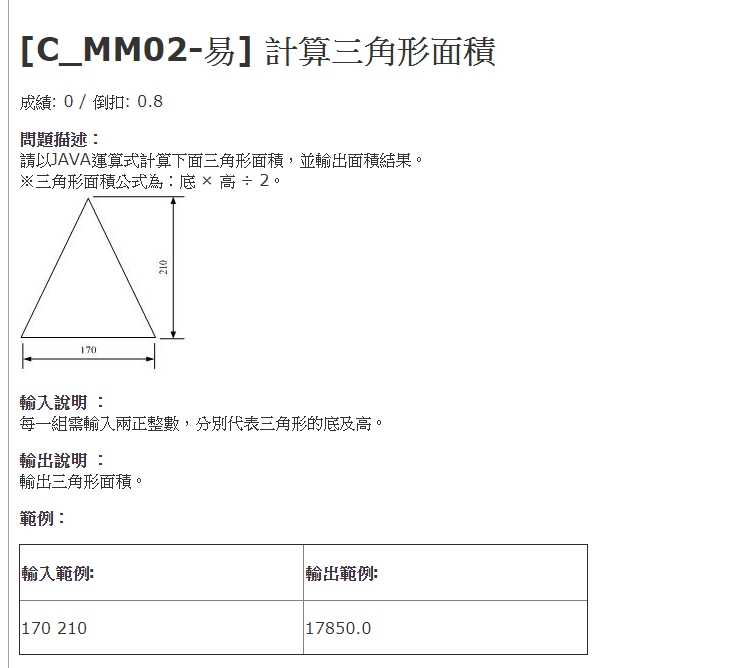 [C_MM02-易] 計算三角形面積
成績: 0 / 倒扣: 0.8
問題描述：
請以JAVA運算式計算下面三角形面積，並輸出面積結果。
※三角形面積公式為：底 × 高 ÷ 2。
210
170
輸入說明 ：
每一組需輸入兩正整數，分別代表三角形的底及高。
輸出說明 ：
輸出三角形面積。
範例：
輸入範例: 輸出範例:
170 210 17850.0